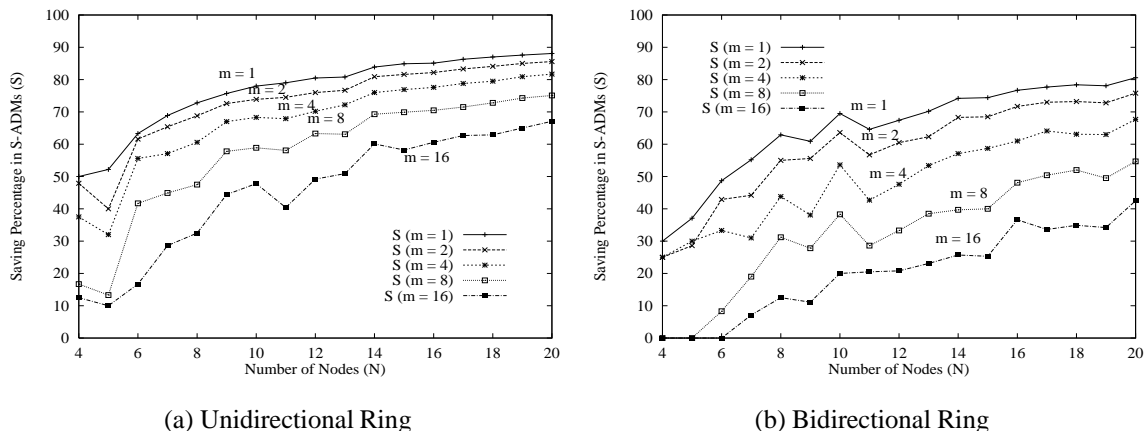 Saving Percentage in S-ADMs (S)
100
90
80
70
60
50
40
30
20
10
0
m = 1
m = 2
m = 4
m = 8
m = 16
S (m = 1)
S (m = 2)
S (m = 4)
S (m = 8)
S (m = 16)
4 6 8 10 12 14 16 18 20
Number of Nodes (N)
(a) Unidirectional Ring
Saving Percentage in S-ADMs (S)
100
90
80
70
60
50
40
30
20
10
0
S (m = 1)
S (m = 2)
S (m = 4)
S (m = 8)
S (m = 16)
m = 1
m = 2
m = 4
m = 8
m = 16
4 6 8 10 12 14 16 18 20
Number of Nodes (N)
(b) Bidirectional Ring